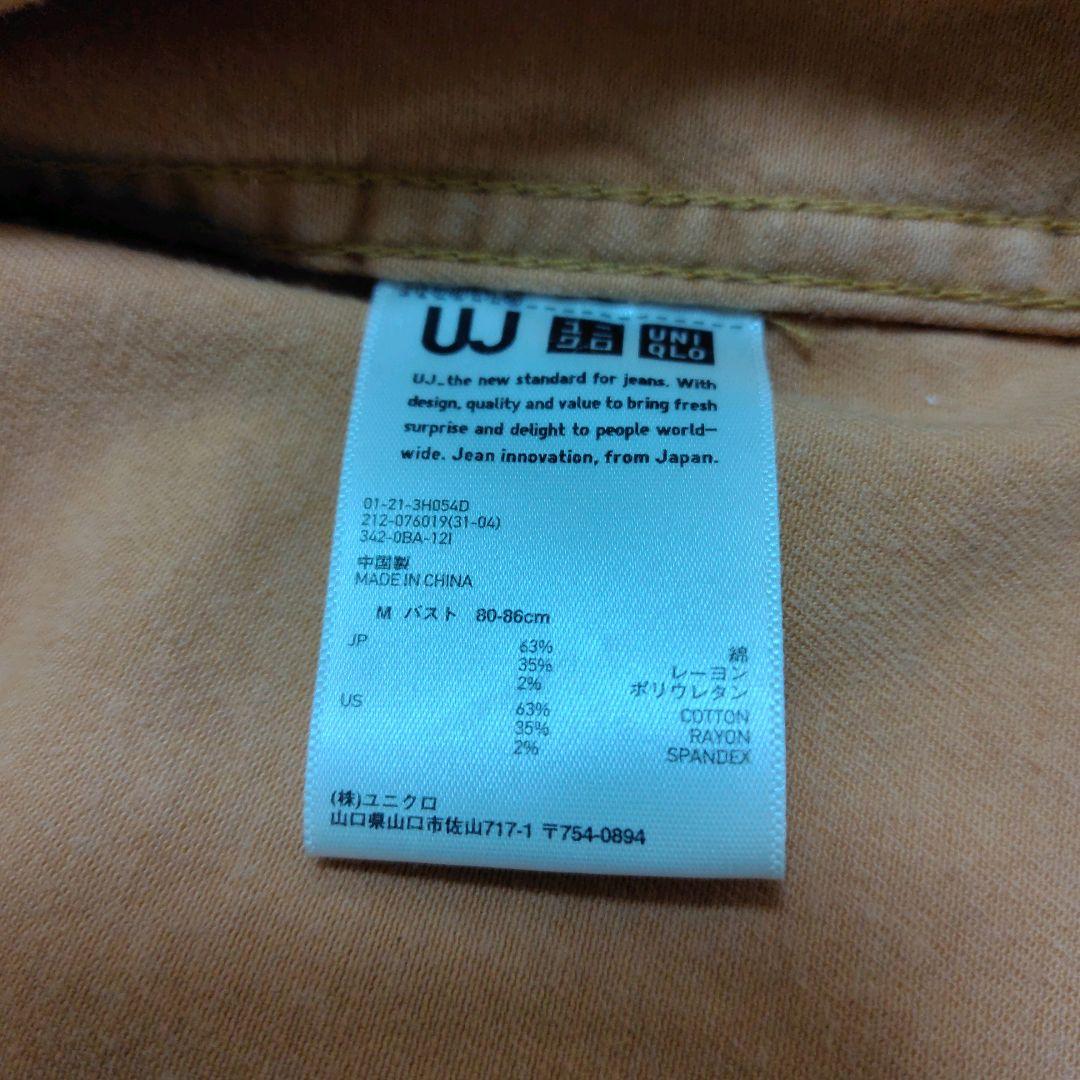 UJ ユニクロ UNIQLO
UJ_the new standard for jeans. With
design, quality and value to bring fresh
surprise and delight to people world-
wide. Jean innovation, from Japan.
01-21-3H054D
212-076019(31-04)
342-0BA-12I
中国製
MADE IN CHINA
M バスト 80-86cm
JP 63% 綿
35% レーヨン
2% ポリウレタン
US 63% COTTON
35% RAYON
2% SPANDEX
(株)ユニクロ
山口県山口市佐山717-1 〒754-0894